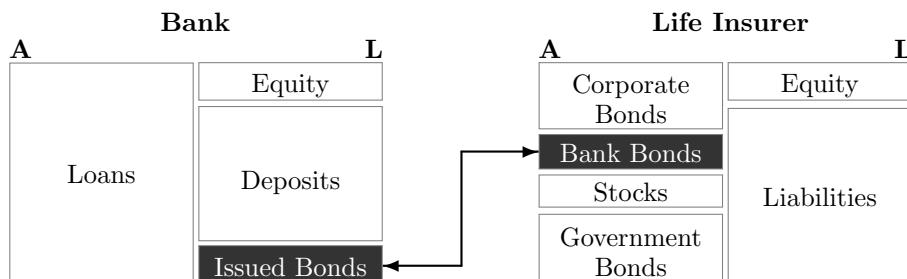 Bank
Life Insurer
A
L
A
L
Loans
Equity
Deposits
Issued Bonds
Corporate
Bonds
Bank Bonds
Stocks
Government
Bonds
Equity
Liabilities